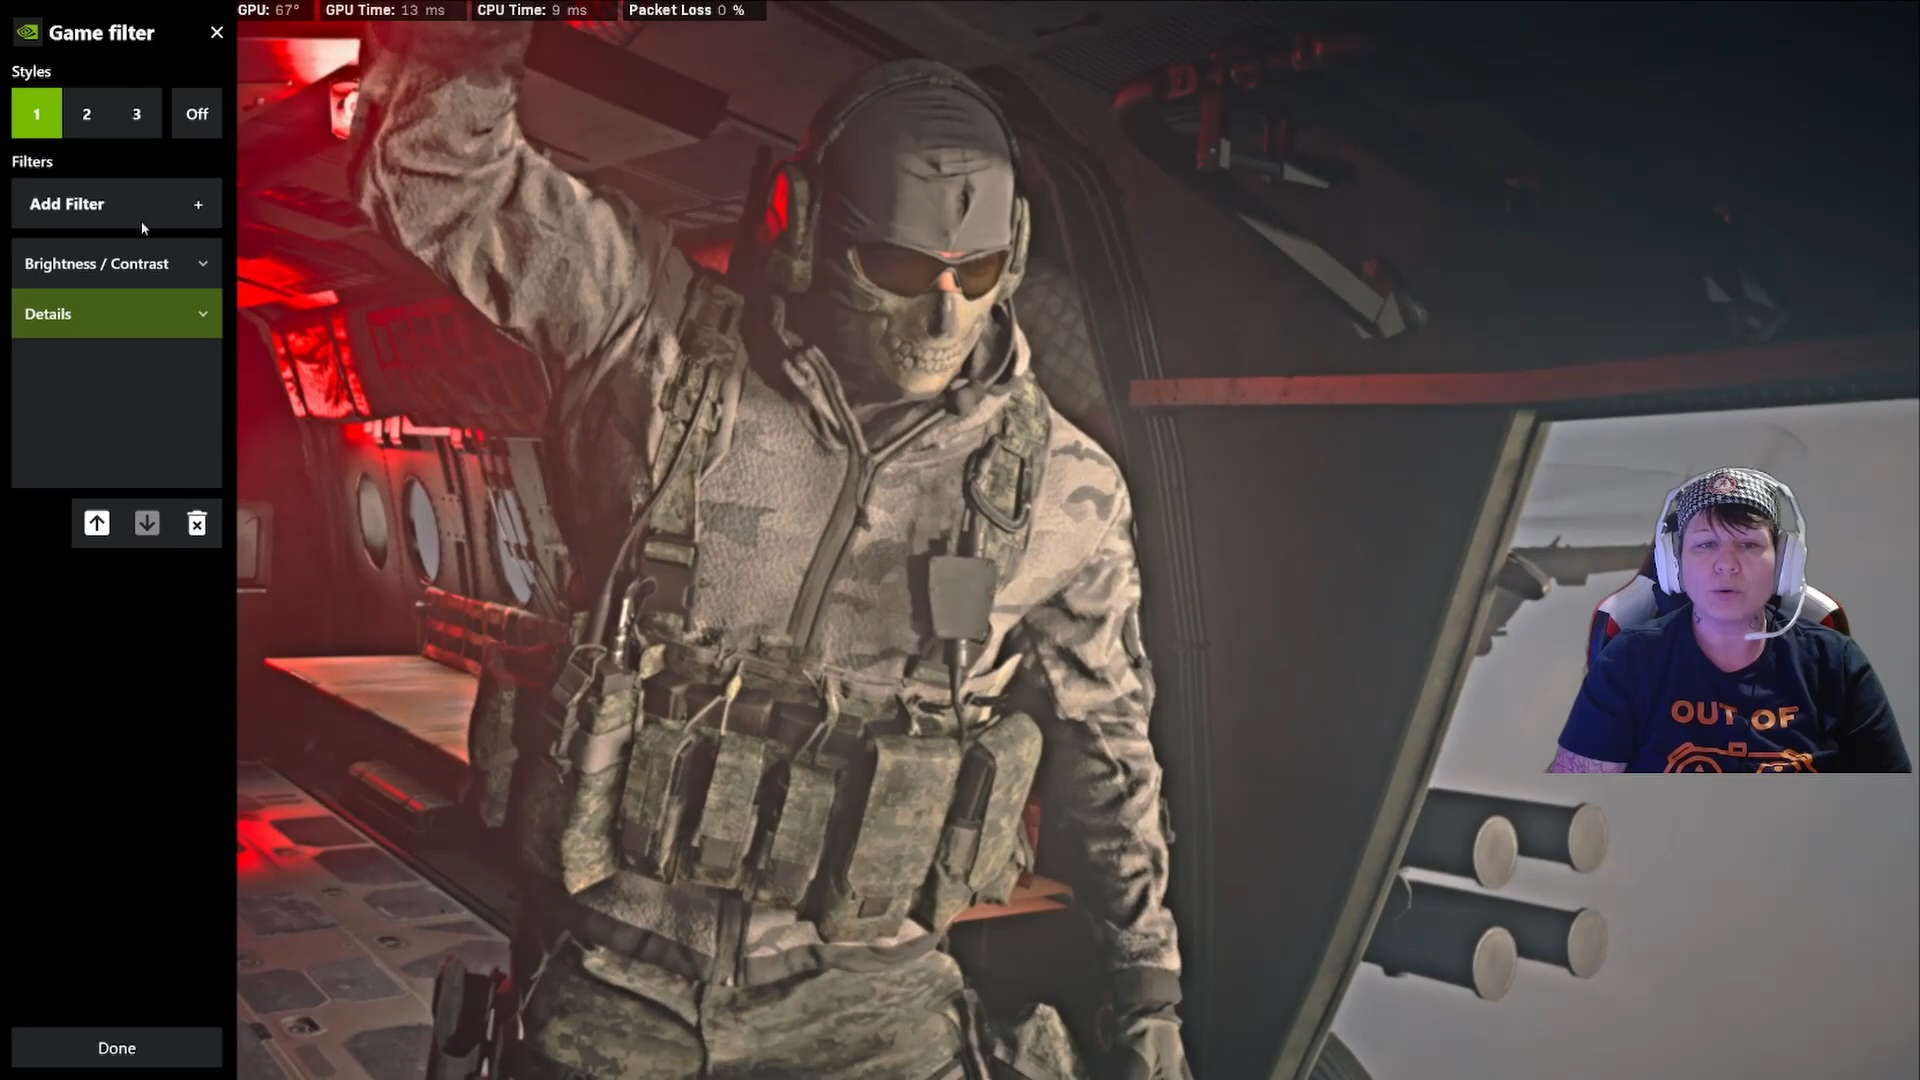 GPU: 67° GPU Time: 13 ms CPU Time: 9 ms Packet Loss 0 %
Game filter
Styles
1 2 3 Off
Filters
Add Filter +
Brightness / Contrast
Details
Done
OUT OF